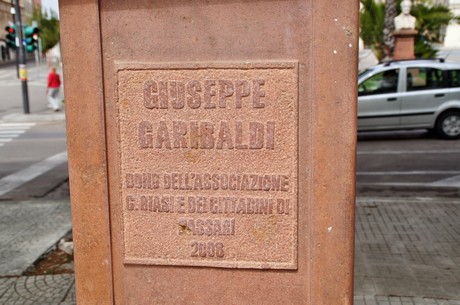 GIUSEPPE
GARIBALDI
DONO DELL'ASSOCIAZIONE
G. BIASI E DEI CITTADINI DI
SASSARI
2008